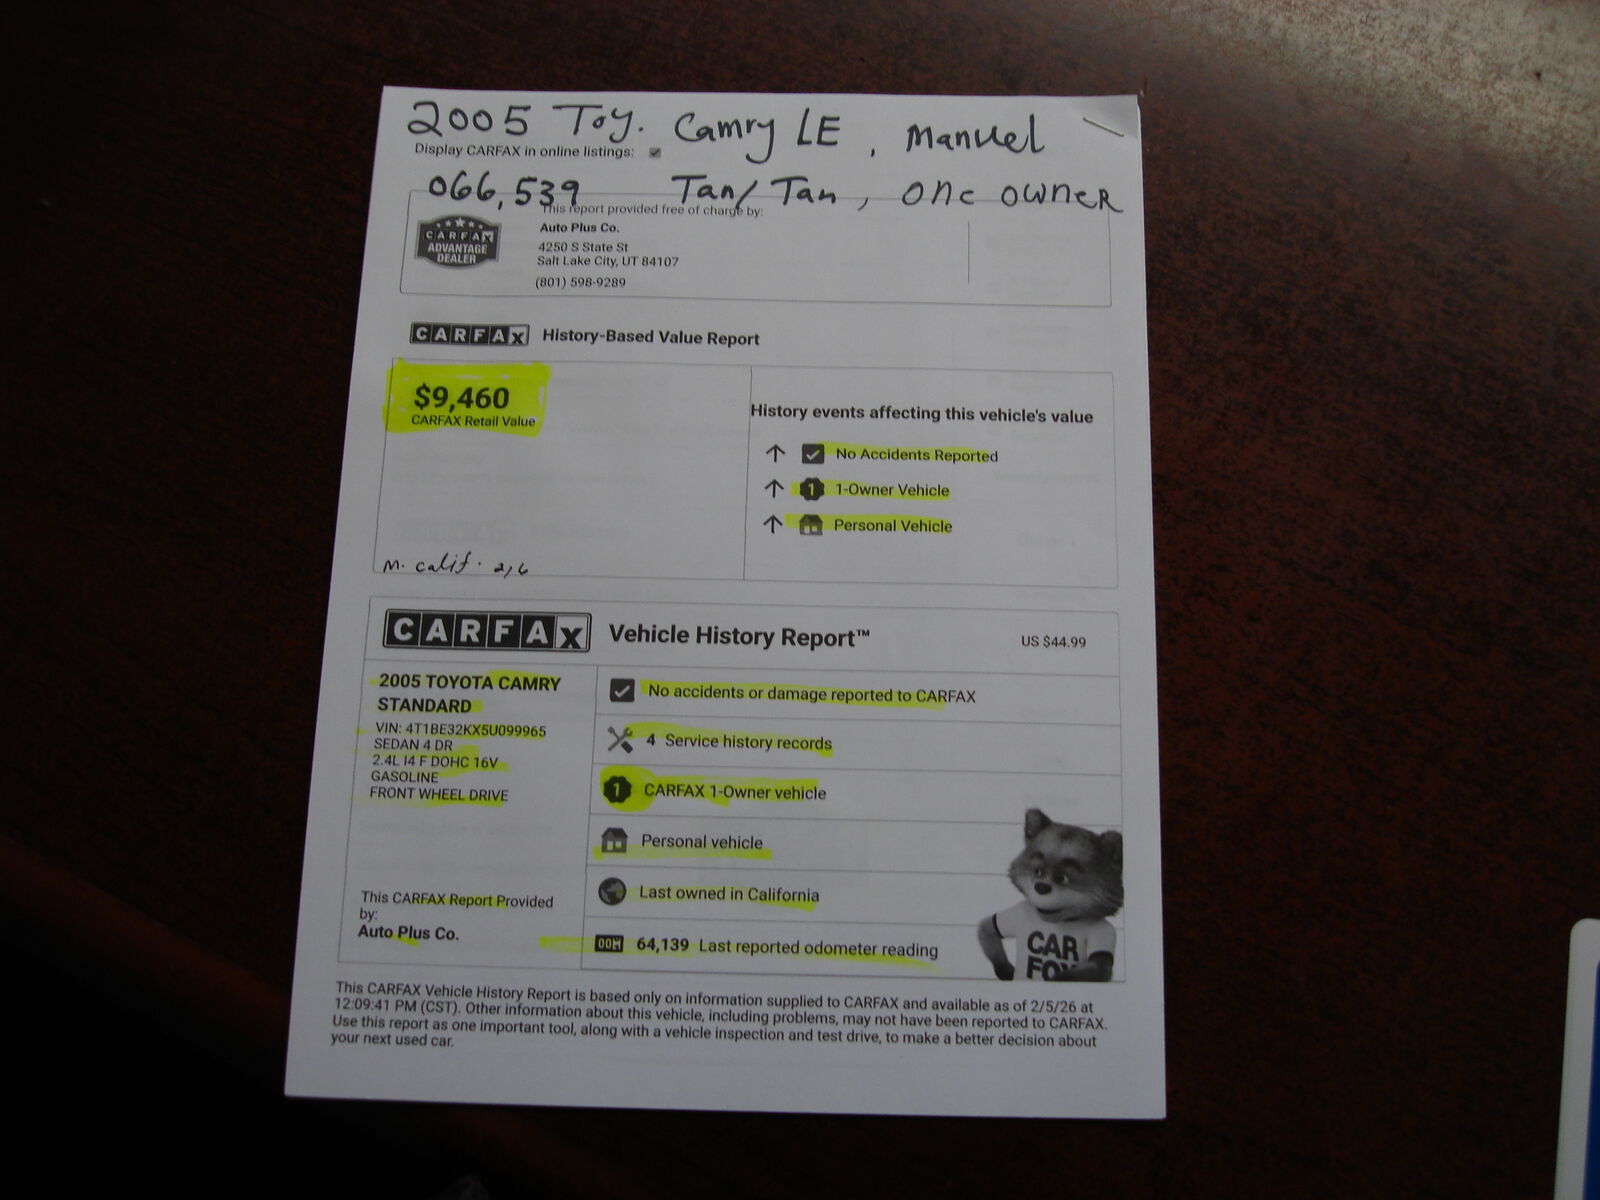 2005 Toy. Camry LE, Manuel
Display CARFAX in online listings:
066,539 Tan/Tan, one owner
This report provided free of charge by:
CARFAX
ADVANTAGE
DEALER
Auto Plus Co.
4250 S State St
Salt Lake City, UT 84107
(801) 598-9289
CARFAX History-Based Value Report
$9,460
CARFAX Retail Value
History events affecting this vehicle's value
No Accidents Reported
1 1-Owner Vehicle
Personal Vehicle
M. Calif. 2,6
CARFAX Vehicle History Report™ US $44.99
2005 TOYOTA CAMRY
STANDARD
VIN: 4T1BE32KX5U099965
SEDAN 4 DR
2.4L I4 F DOHC 16V
GASOLINE
FRONT WHEEL DRIVE
This CARFAX Report Provided
by:
Auto Plus Co.
No accidents or damage reported to CARFAX
4 Service history records
1 CARFAX 1-Owner vehicle
Personal vehicle
Last owned in California
64,139 Last reported odometer reading
CAR
FOX
This CARFAX Vehicle History Report is based only on information supplied to CARFAX and available as of 2/5/26 at
12:09:41 PM (CST). Other information about this vehicle, including problems, may not have been reported to CARFAX.
Use this report as one important tool, along with a vehicle inspection and test drive, to make a better decision about
your next used car.